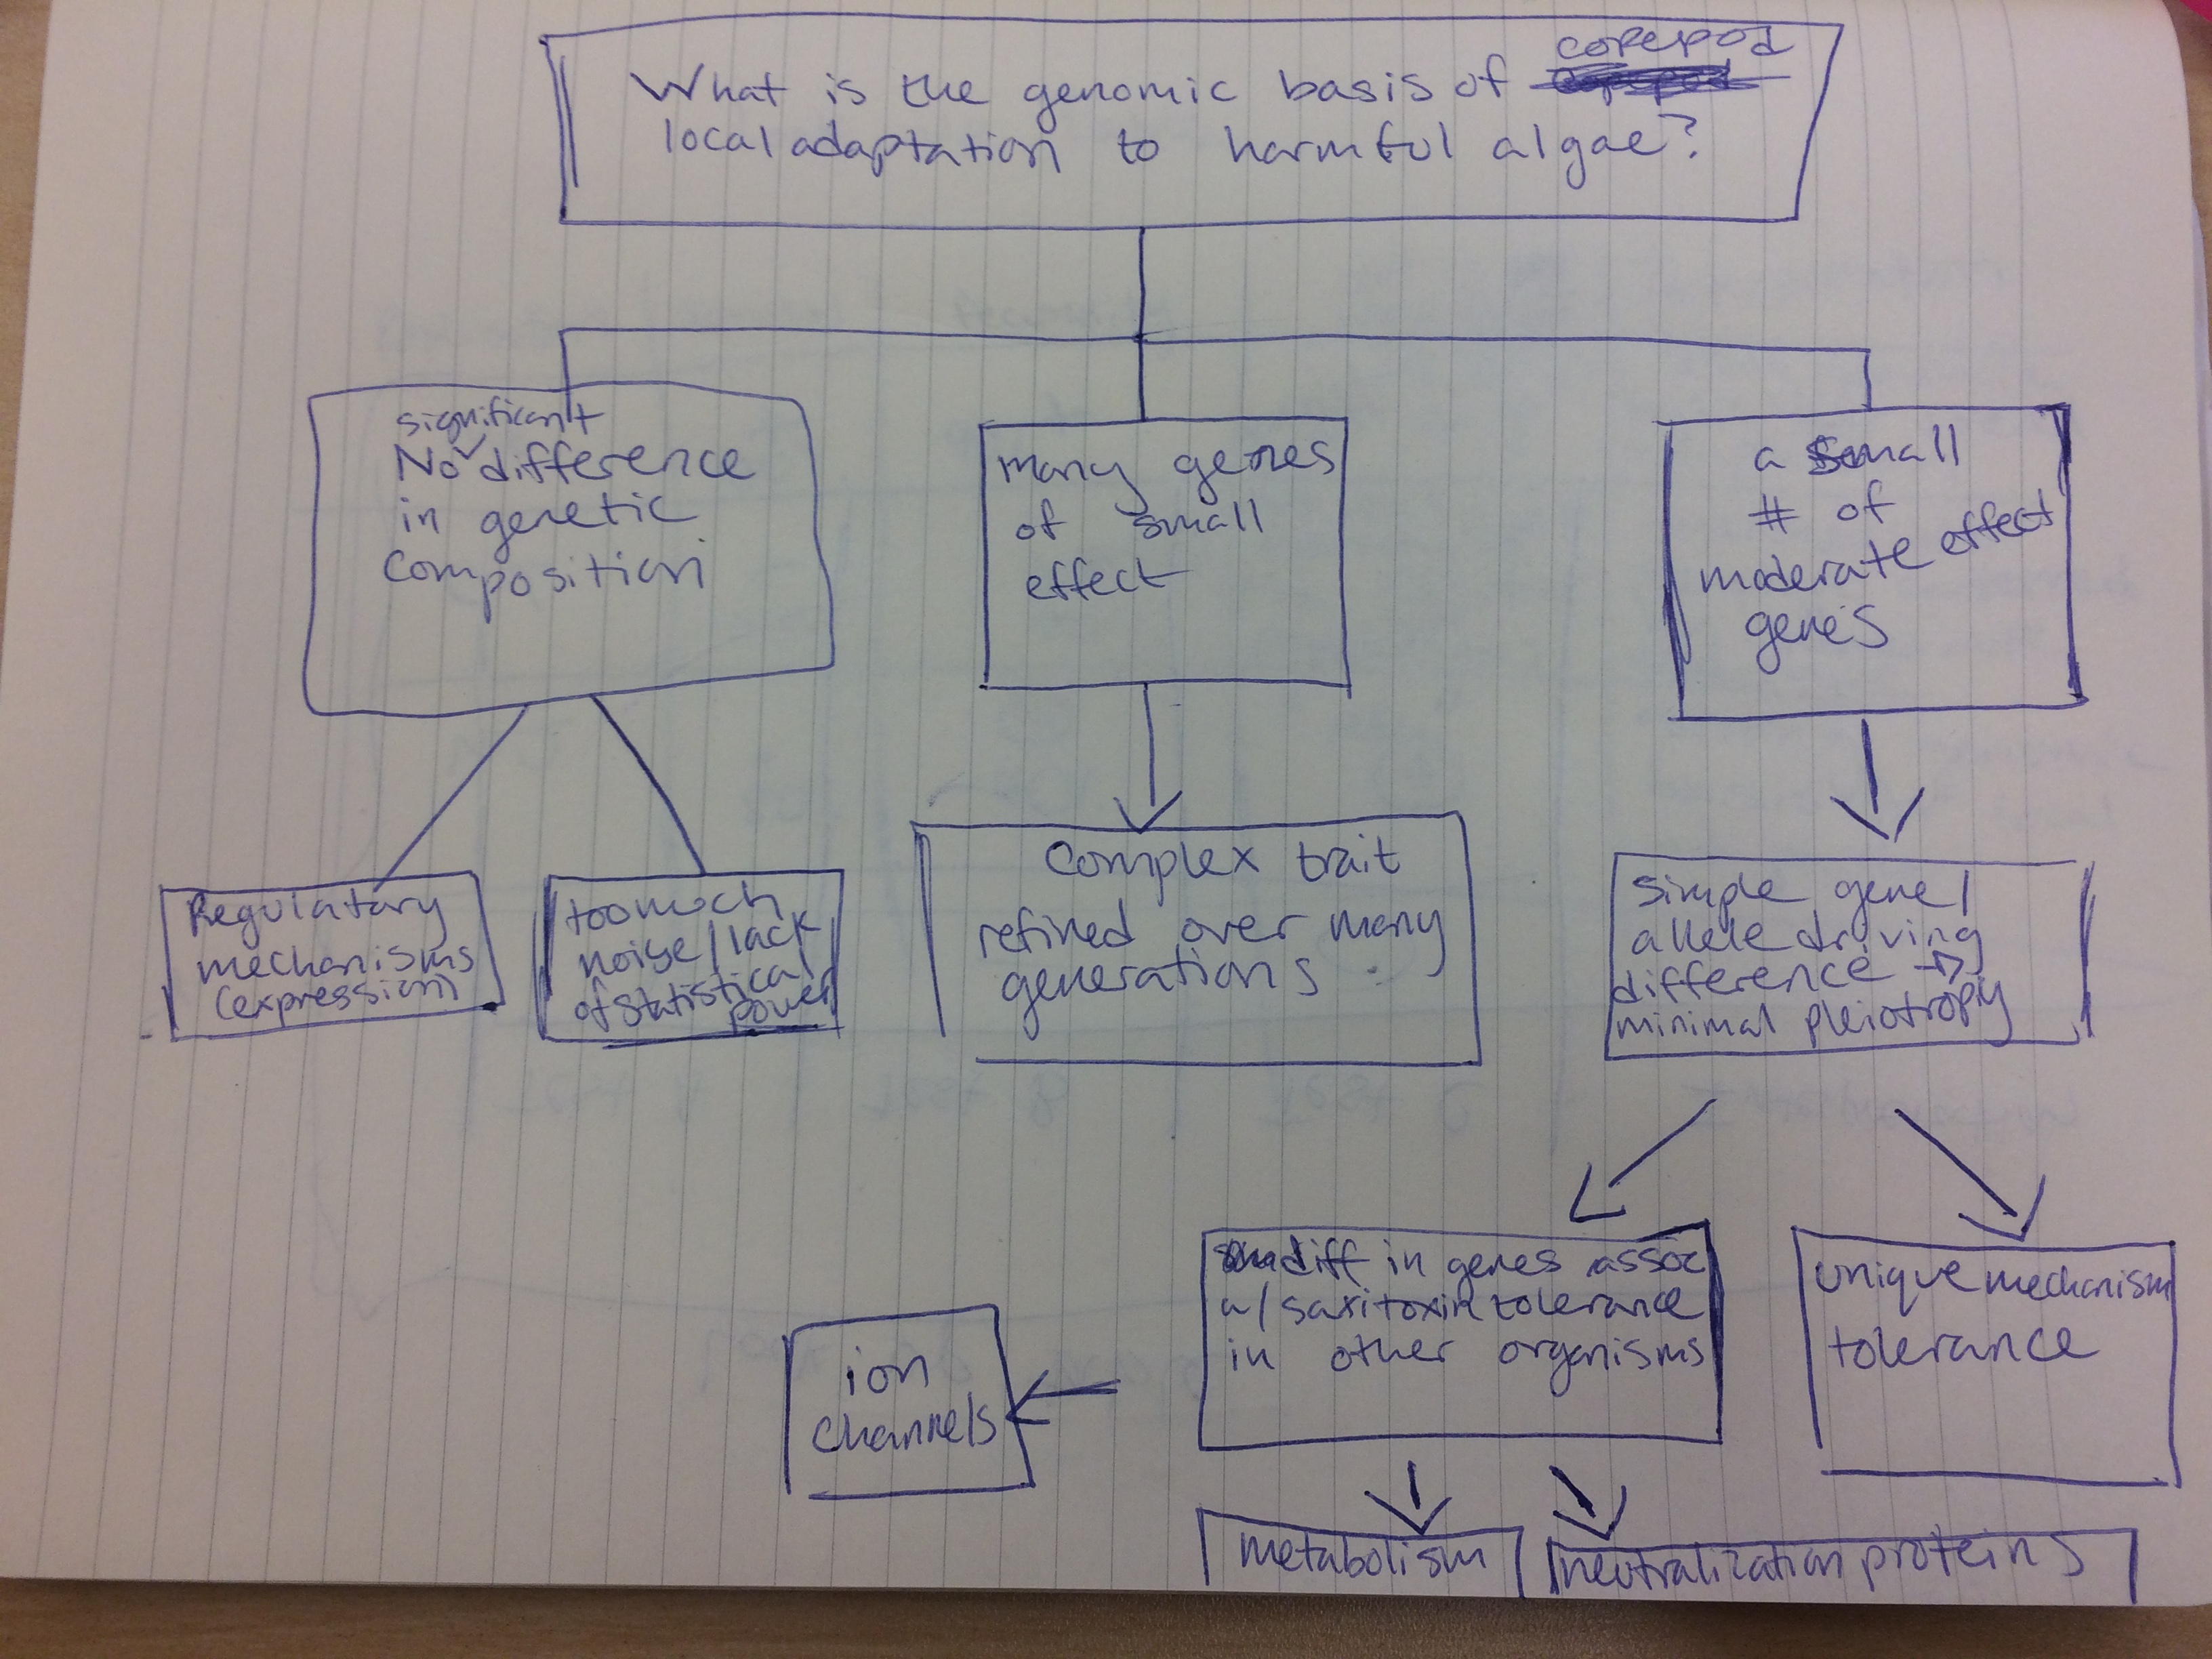 copepod
What is the genomic basis of
local adaptation to harmful algae?
significant
No difference
in genetic
composition
many genes
of small
effect
a small
# of
moderate effect
genes
Regulatory
mechanisms
(expression)
too much
noise/lack
of statistical
power
Complex trait
refined over many
generations
simple gene/
allele driving
difference →
minimal pleiotropy
diff in genes assoc
w/ saxitoxin tolerance
in other organisms
unique mechanism
tolerance
ion
channels
metabolism
neutralization proteins